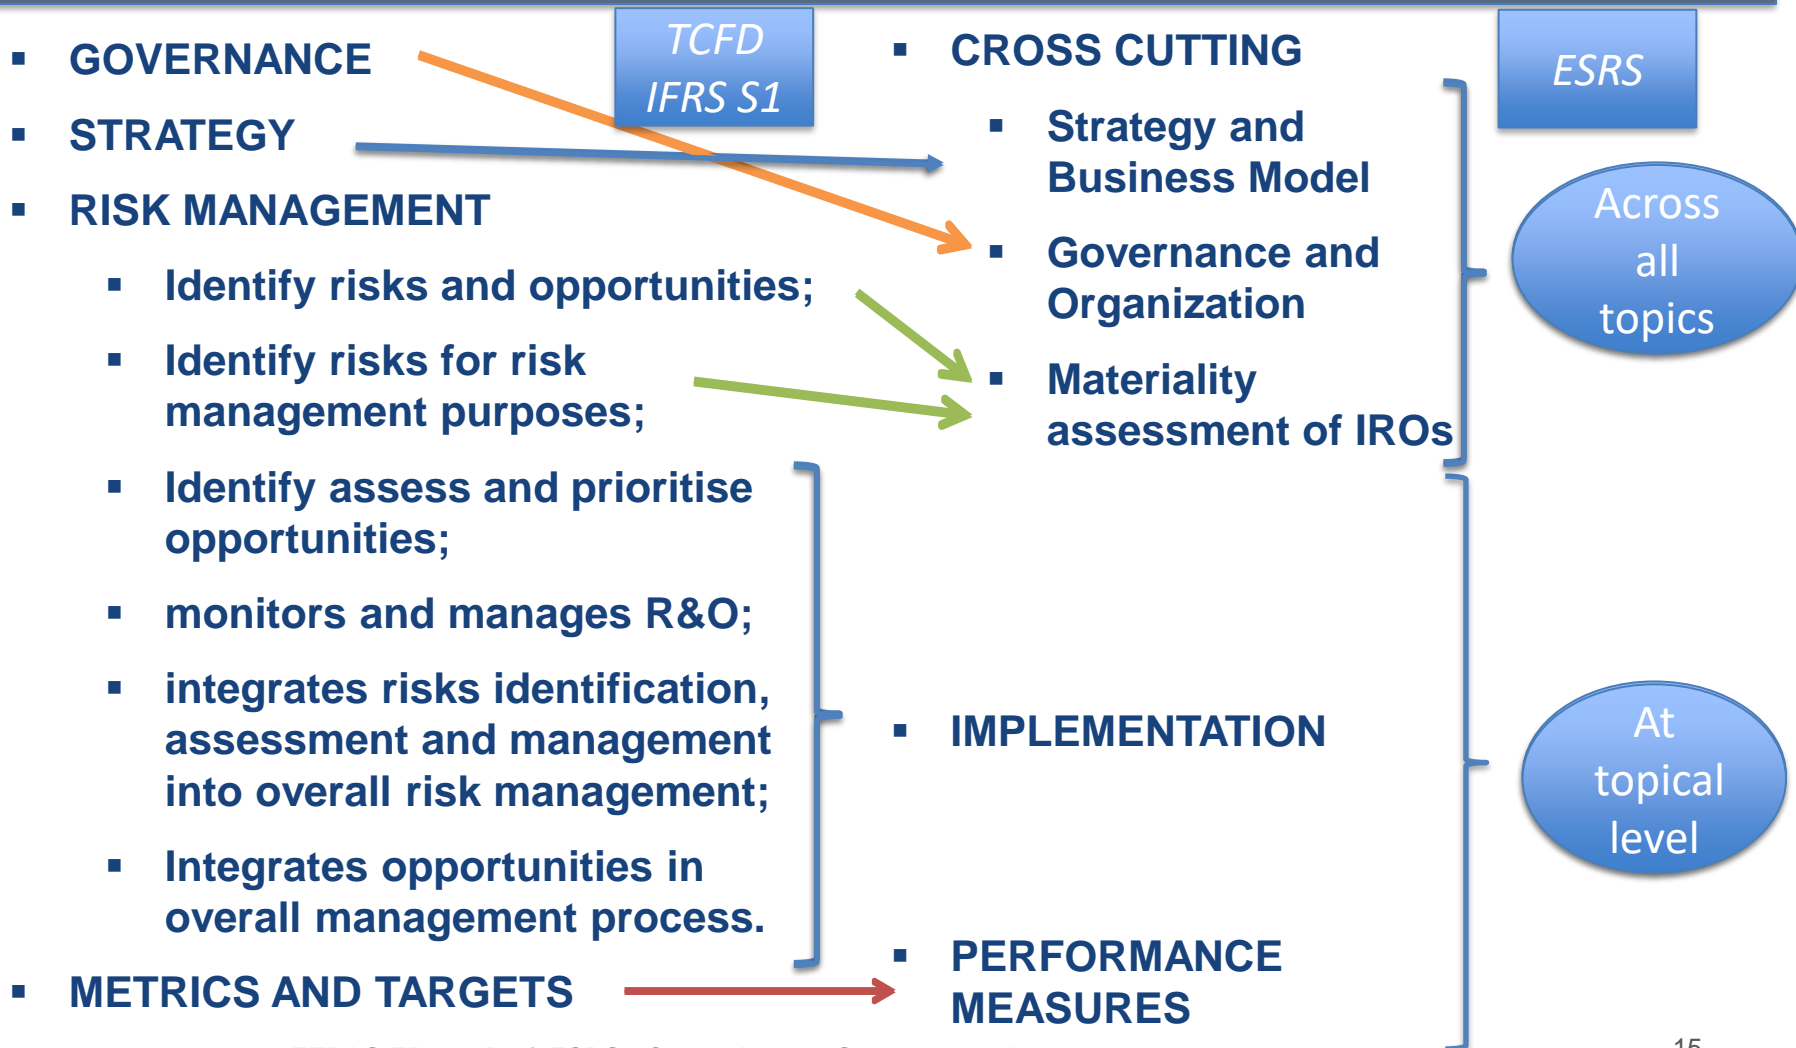 TCFD
IFRS S1
GOVERNANCE
STRATEGY
RISK MANAGEMENT
Identify risks and opportunities;
Identify risks for risk
management purposes;
Identify assess and prioritise
opportunities;
monitors and manages R&O;
integrates risks identification,
assessment and management
into overall risk management;
Integrates opportunities in
overall management process.
METRICS AND TARGETS
ESRS
CROSS CUTTING
Strategy and
Business Model
Governance and
Organization
Materiality
assessment of IROs
IMPLEMENTATION
PERFORMANCE
MEASURES
Across
all
topics
At
topical
level
15